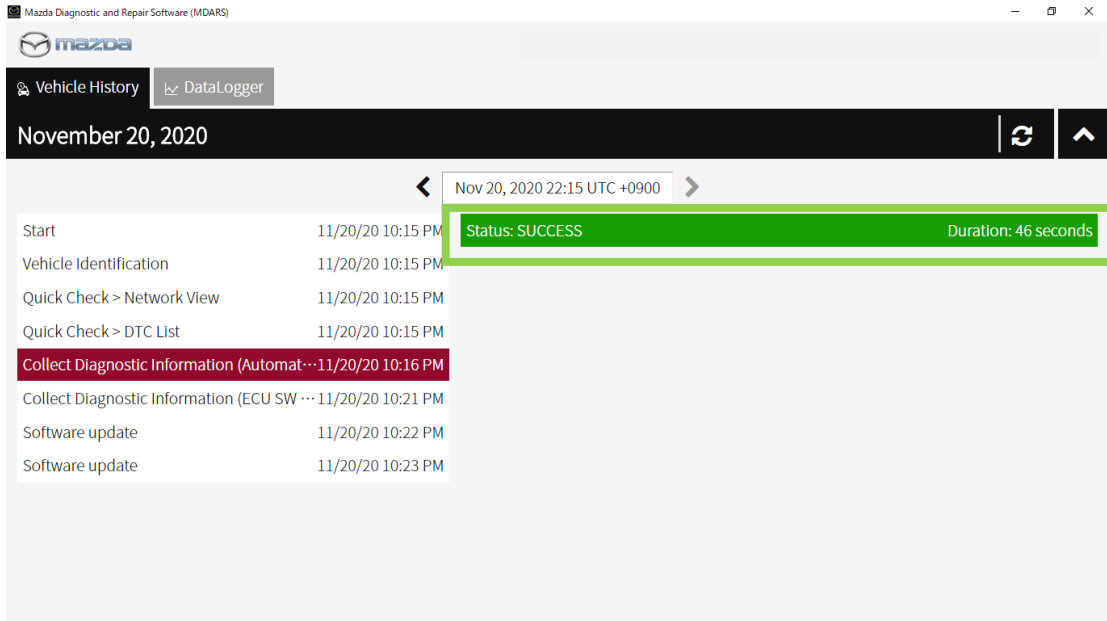 Mazda Diagnostic and Repair Software (MDARS)
mazda
Vehicle History DataLogger
November 20, 2020
Nov 20, 2020 22:15 UTC +0900
Start 11/20/20 10:15 PM
Status: SUCCESS Duration: 46 seconds
Vehicle Identification 11/20/20 10:15 PM
Quick Check > Network View 11/20/20 10:15 PM
Quick Check > DTC List 11/20/20 10:15 PM
Collect Diagnostic Information (Automat⋯11/20/20 10:16 PM
Collect Diagnostic Information (ECU SW ⋯11/20/20 10:21 PM
Software update 11/20/20 10:22 PM
Software update 11/20/20 10:23 PM